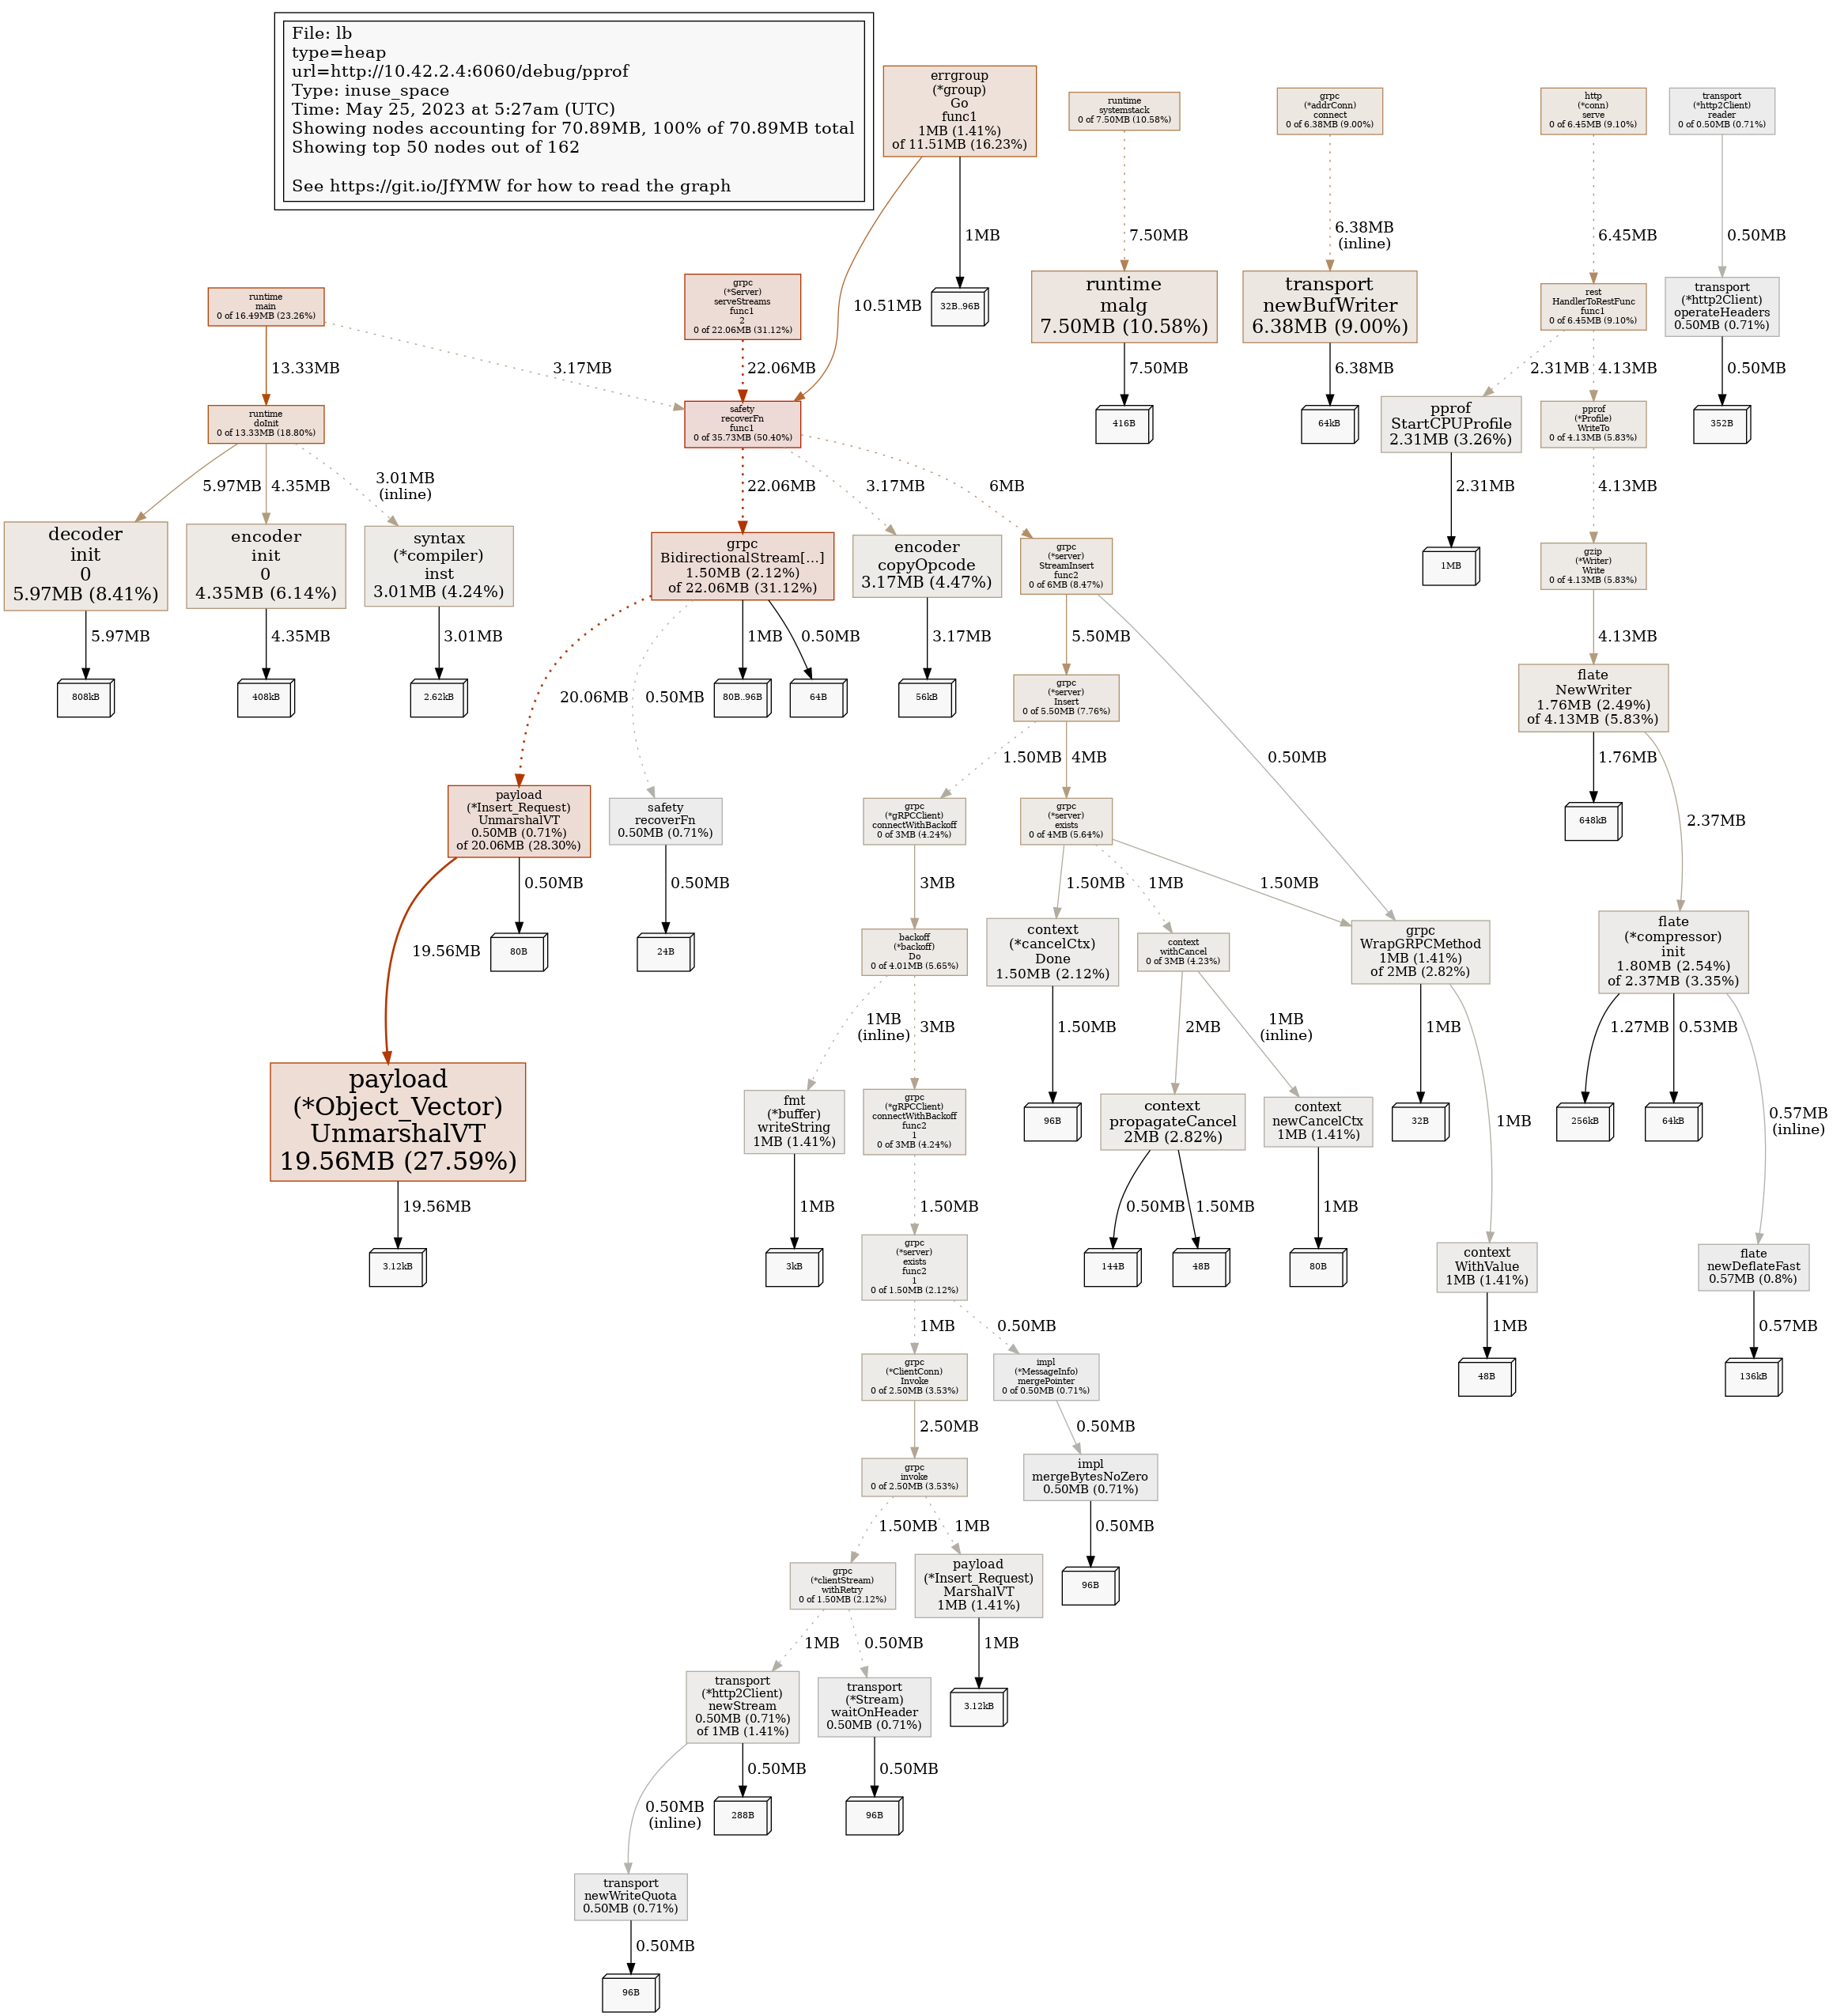 File: lb
type=heap
url=http://10.42.2.4:6060/debug/pprof
Type: inuse_space
Time: May 25, 2023 at 5:27am (UTC)
Showing nodes accounting for 70.89MB, 100% of 70.89MB total
Showing top 50 nodes out of 162
See https://git.io/JfYMW for how to read the graph
errgroup
(*group)
Go
func1
1MB (1.41%)
of 11.51MB (16.23%)
runtime
systemstack
0 of 7.50MB (10.58%)
grpc
(*addrConn)
connect
0 of 6.38MB (9.00%)
http
(*conn)
serve
0 of 6.45MB (9.10%)
transport
(*http2Client)
reader
0 of 0.50MB (0.71%)
10.51MB
1MB
7.50MB
6.38MB
(inline)
6.45MB
0.50MB
runtime
main
0 of 16.49MB (23.26%)
grpc
(*Server)
serveStreams
func1
2
0 of 22.06MB (31.12%)
32B..96B
runtime
malg
7.50MB (10.58%)
transport
newBufWriter
6.38MB (9.00%)
rest
HandlerToRestFunc
func1
0 of 6.45MB (9.10%)
transport
(*http2Client)
operateHeaders
0.50MB (0.71%)
13.33MB
3.17MB
22.06MB
7.50MB
6.38MB
2.31MB
4.13MB
0.50MB
runtime
doInit
0 of 13.33MB (18.80%)
safety
recoverFn
func1
0 of 35.73MB (50.40%)
416B
64kB
pprof
StartCPUProfile
2.31MB (3.26%)
pprof
(*Profile)
WriteTo
0 of 4.13MB (5.83%)
352B
5.97MB
4.35MB
3.01MB
(inline)
22.06MB
3.17MB
6MB
2.31MB
4.13MB
decoder
init
0
5.97MB (8.41%)
encoder
init
0
4.35MB (6.14%)
syntax
(*compiler)
inst
3.01MB (4.24%)
grpc
BidirectionalStream[...]
1.50MB (2.12%)
of 22.06MB (31.12%)
encoder
copyOpcode
3.17MB (4.47%)
grpc
(*server)
StreamInsert
func2
0 of 6MB (8.47%)
1MB
gzip
(*Writer)
Write
0 of 4.13MB (5.83%)
5.97MB
4.35MB
3.01MB
20.06MB
0.50MB
1MB
0.50MB
3.17MB
5.50MB
0.50MB
4.13MB
808kB
408kB
2.62kB
80B..96B
64B
56kB
grpc
(*server)
Insert
0 of 5.50MB (7.76%)
flate
NewWriter
1.76MB (2.49%)
of 4.13MB (5.83%)
1.50MB
4MB
1.76MB
2.37MB
payload
(*Insert_Request)
UnmarshalVT
0.50MB (0.71%)
of 20.06MB (28.30%)
safety
recoverFn
0.50MB (0.71%)
grpc
(*gRPCClient)
connectWithBackoff
0 of 3MB (4.24%)
grpc
(*server)
exists
0 of 4MB (5.64%)
648kB
19.56MB
0.50MB
0.50MB
3MB
1.50MB
1MB
1.50MB
80B
24B
backoff
(*backoff)
Do
0 of 4.01MB (5.65%)
context
(*cancelCtx)
Done
1.50MB (2.12%)
context
withCancel
0 of 3MB (4.23%)
grpc
WrapGRPCMethod
1MB (1.41%)
of 2MB (2.82%)
flate
(*compressor)
init
1.80MB (2.54%)
of 2.37MB (3.35%)
1MB
(inline)
3MB
1.50MB
2MB
1MB
(inline)
1MB
1MB
1.27MB
0.53MB
0.57MB
(inline)
payload
(*Object_Vector)
UnmarshalVT
19.56MB (27.59%)
fmt
(*buffer)
writeString
1MB (1.41%)
grpc
(*gRPCClient)
connectWithBackoff
func2
1
0 of 3MB (4.24%)
96B
context
propagateCancel
2MB (2.82%)
context
newCancelCtx
1MB (1.41%)
32B
256kB
64kB
19.56MB
1MB
1.50MB
0.50MB
1.50MB
1MB
3.12kB
3kB
grpc
(*server)
exists
func2
1
0 of 1.50MB (2.12%)
144B
48B
80B
context
WithValue
1MB (1.41%)
flate
newDeflateFast
0.57MB (0.8%)
1MB
0.50MB
1MB
0.57MB
grpc
(*ClientConn)
Invoke
0 of 2.50MB (3.53%)
impl
(*MessageInfo)
mergePointer
0 of 0.50MB (0.71%)
48B
136kB
2.50MB
0.50MB
grpc
invoke
0 of 2.50MB (3.53%)
impl
mergeBytesNoZero
0.50MB (0.71%)
1.50MB
1MB
0.50MB
grpc
(*clientStream)
withRetry
0 of 1.50MB (2.12%)
payload
(*Insert_Request)
MarshalVT
1MB (1.41%)
96B
1MB
0.50MB
1MB
transport
(*http2Client)
newStream
0.50MB (0.71%)
of 1MB (1.41%)
transport
(*Stream)
waitOnHeader
0.50MB (0.71%)
3.12kB
0.50MB
(inline)
0.50MB
0.50MB
288B
96B
transport
newWriteQuota
0.50MB (0.71%)
0.50MB
96B